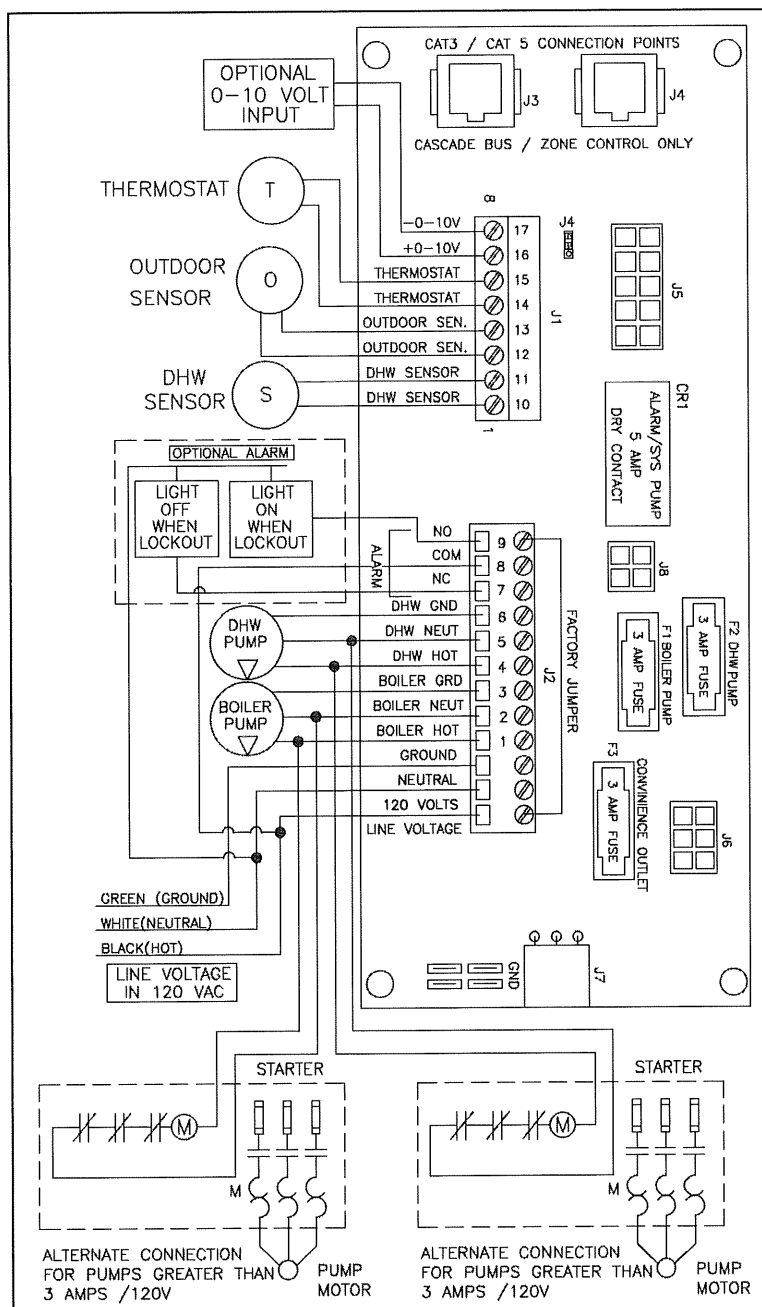 CAT3 / CAT 5 CONNECTION POINTS
J3
J4
CASCADE BUS / ZONE CONTROL ONLY
OPTIONAL
0-10 VOLT
INPUT
THERMOSTAT
T
OUTDOOR
SENSOR
O
DHW
SENSOR
S
8
-0-10V
17
+0-10V
16
THERMOSTAT
15
THERMOSTAT
14
OUTDOOR SEN.
13
OUTDOOR SEN.
12
DHW SENSOR
11
DHW SENSOR
10
1
J1
J4
J5
CR1
ALARM/SYS PUMP
5 AMP
DRY CONTACT
J8
OPTIONAL ALARM
LIGHT
OFF
WHEN
LOCKOUT
LIGHT
ON
WHEN
LOCKOUT
ALARM
NO
9
COM
8
NC
7
DHW GND
6
DHW NEUT
5
DHW HOT
4
BOILER GRD
3
BOILER NEUT
2
BOILER HOT
1
GROUND
NEUTRAL
120 VOLTS
LINE VOLTAGE
J2
FACTORY JUMPER
DHW
PUMP
BOILER
PUMP
F1 BOILER PUMP
3 AMP FUSE
F2 DHW PUMP
3 AMP FUSE
F3
CONVINIENCE OUTLET
3 AMP FUSE
J6
GND
J7
GREEN (GROUND)
WHITE(NEUTRAL)
BLACK(HOT)
LINE VOLTAGE
IN 120 VAC
STARTER
M
M
ALTERNATE CONNECTION
FOR PUMPS GREATER THAN
3 AMPS /120V
PUMP
MOTOR
STARTER
M
M
ALTERNATE CONNECTION
FOR PUMPS GREATER THAN
3 AMPS /120V
PUMP
MOTOR